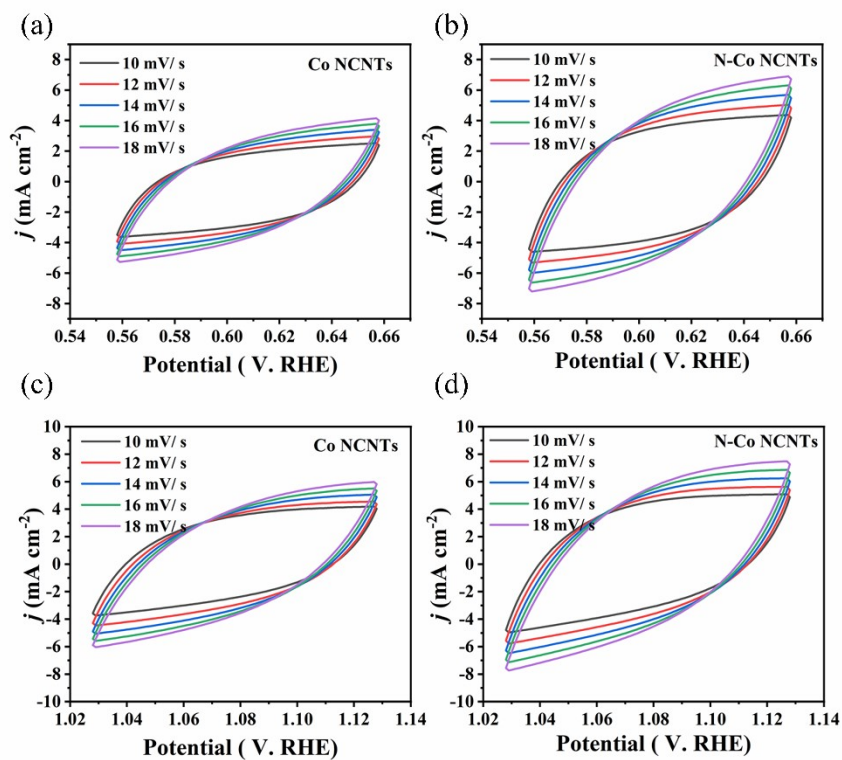 (a)
10 mV/ s
12 mV/ s
14 mV/ s
16 mV/ s
18 mV/ s
Co NCNTs
8
6
4
2
0
-2
-4
-6
-8
j (mA cm-2)
0.54 0.56 0.58 0.60 0.62 0.64 0.66
Potential ( V. RHE)
(b)
10 mV/ s
12 mV/ s
14 mV/ s
16 mV/ s
18 mV/ s
N-Co NCNTs
8
6
4
2
0
-2
-4
-6
-8
j (mA cm-2)
0.54 0.56 0.58 0.60 0.62 0.64 0.66
Potential ( V. RHE)
(c)
10 mV/ s
12 mV/ s
14 mV/ s
16 mV/ s
18 mV/ s
Co NCNTs
10
8
6
4
2
0
-2
-4
-6
-8
-10
j (mA cm-2)
1.02 1.04 1.06 1.08 1.10 1.12 1.14
Potential ( V. RHE)
(d)
10 mV/ s
12 mV/ s
14 mV/ s
16 mV/ s
18 mV/ s
N-Co NCNTs
10
8
6
4
2
0
-2
-4
-6
-8
-10
j (mA cm-2)
1.02 1.04 1.06 1.08 1.10 1.12 1.14
Potential ( V. RHE)